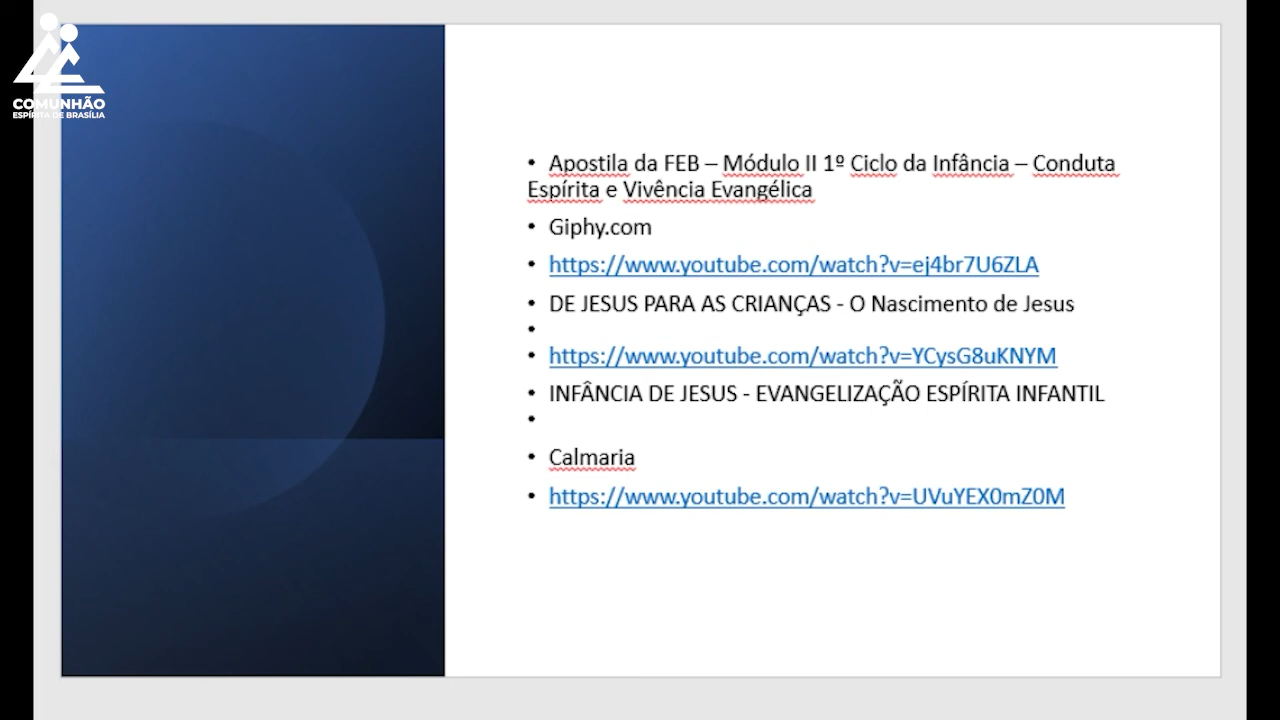 COMUNHÃO
ESPÍRITA DE BRASÍLIA
• Apostila da FEB – Módulo II 1º Ciclo da Infância – Conduta
Espírita e Vivência Evangélica
• Giphy.com
• https://www.youtube.com/watch?v=ej4br7U6ZLA
• DE JESUS PARA AS CRIANÇAS - O Nascimento de Jesus
•
• https://www.youtube.com/watch?v=YCysG8uKNYM
• INFÂNCIA DE JESUS - EVANGELIZAÇÃO ESPÍRITA INFANTIL
•
• Calmaria
• https://www.youtube.com/watch?v=UVuYEX0mZ0M